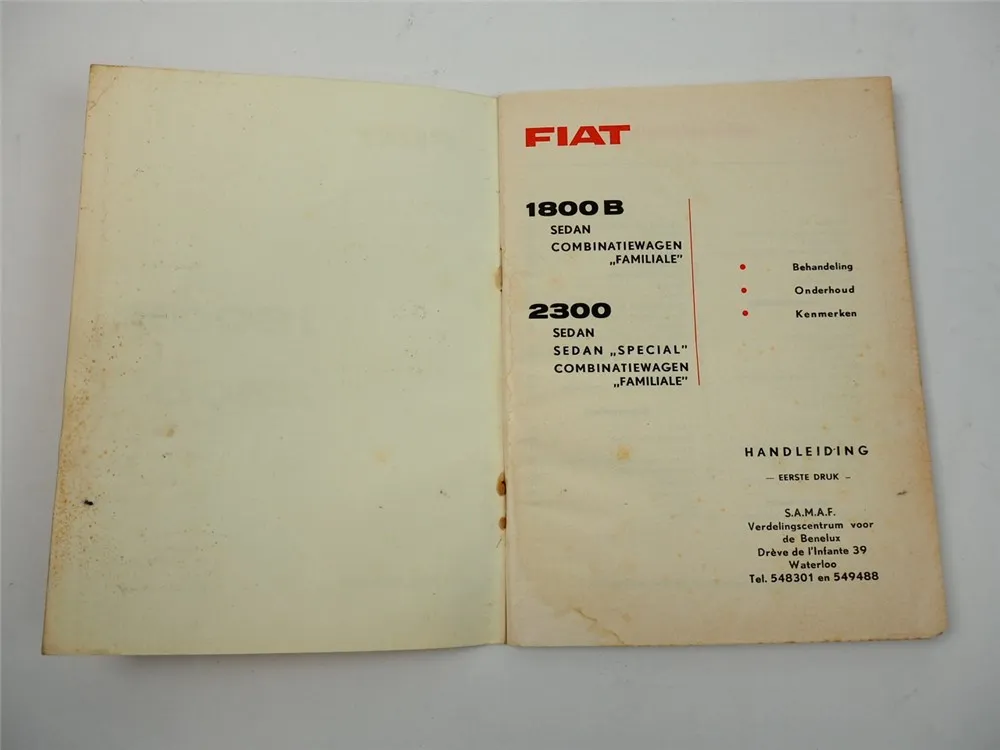 FIAT
1800 B
SEDAN
COMBINATIEWAGEN
„FAMILIALE”
2300
SEDAN
SEDAN „SPECIAL”
COMBINATIEWAGEN
„FAMILIALE”
• Behandeling
• Onderhoud
• Kenmerken
HANDLEIDING
— EERSTE DRUK –
S.A.M.A.F.
Verdelingscentrum voor
de Benelux
Drève de l'Infante 39
Waterloo
Tel. 548301 en 549488